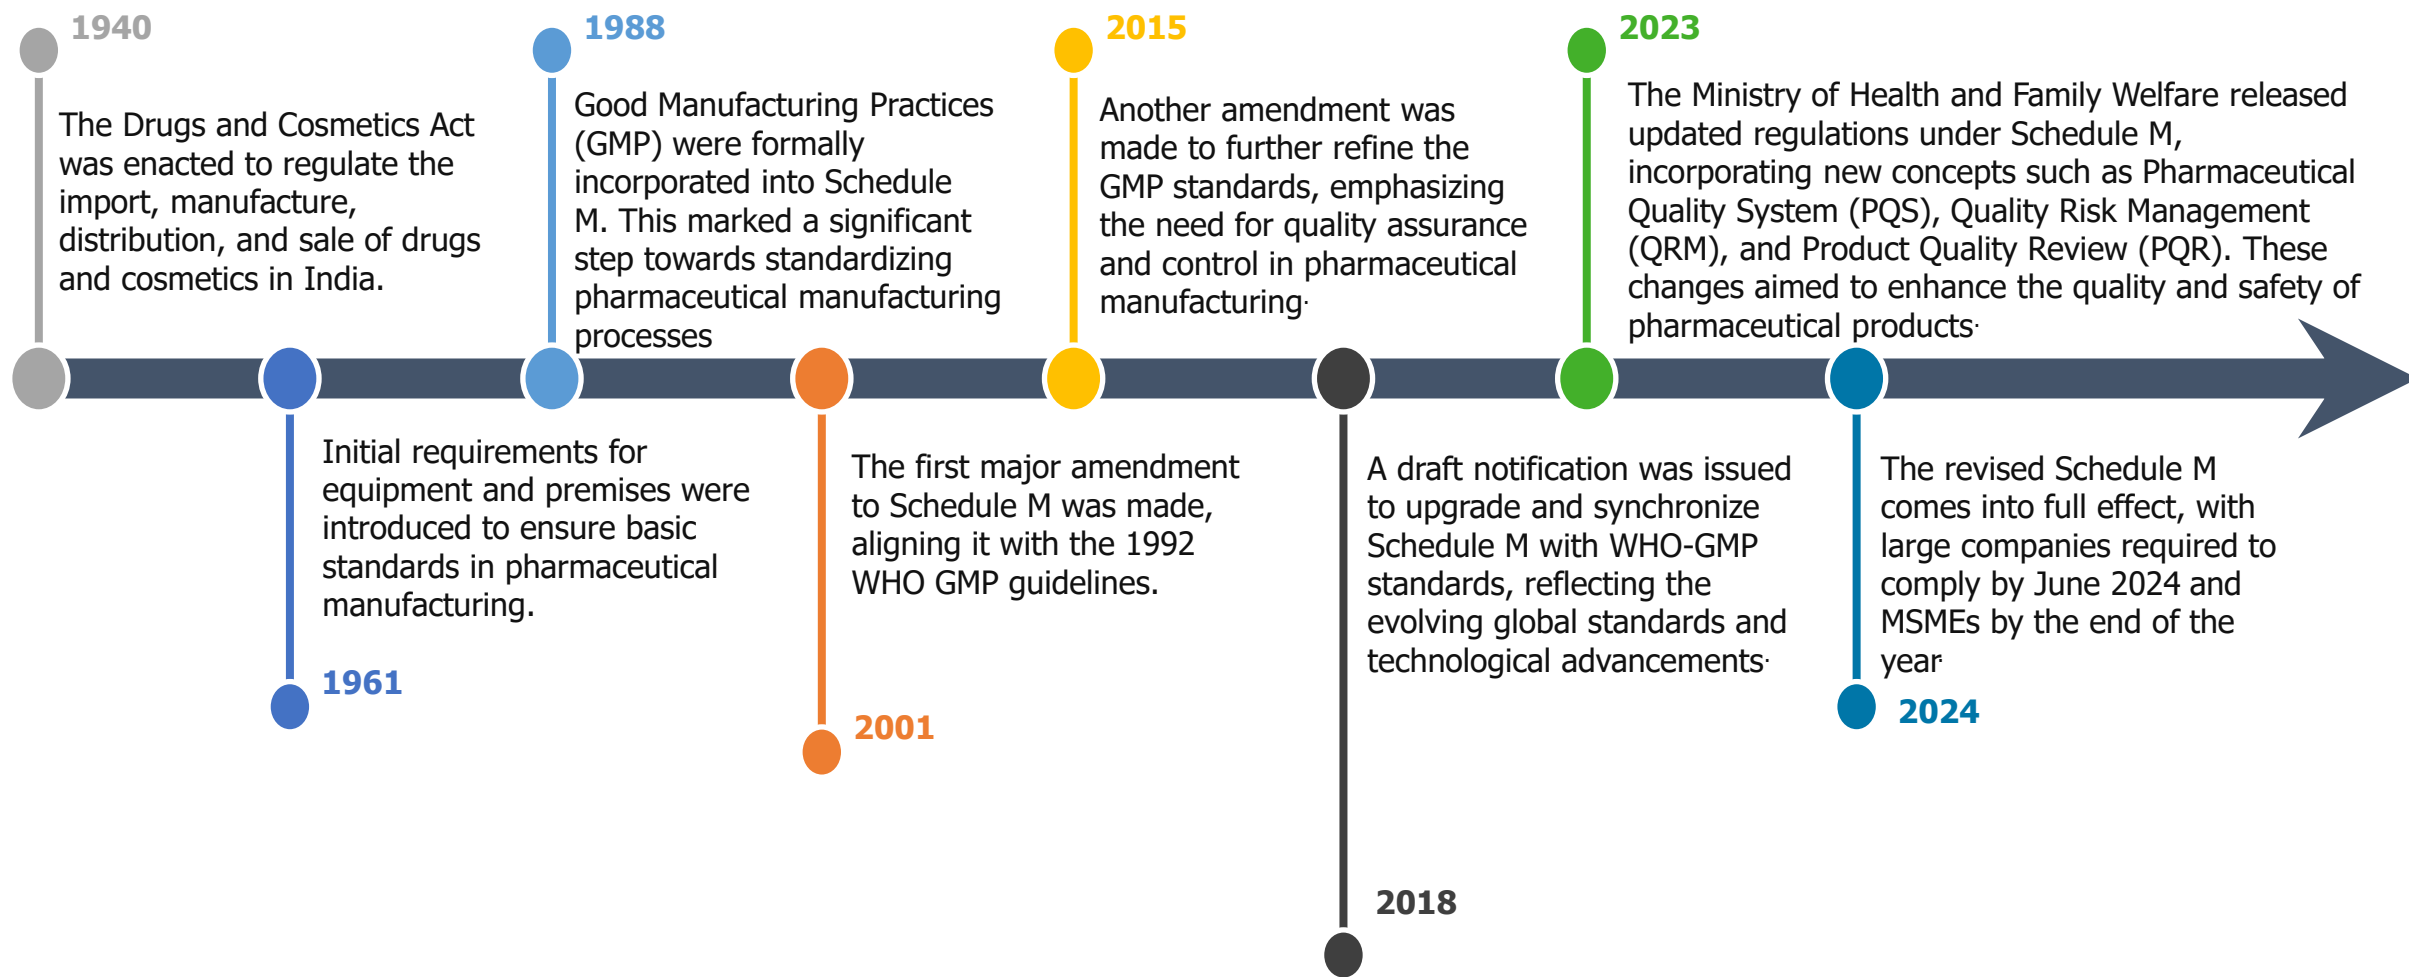 1940
The Drugs and Cosmetics Act
was enacted to regulate the
import, manufacture,
distribution, and sale of drugs
and cosmetics in India.
Initial requirements for
equipment and premises were
introduced to ensure basic
standards in pharmaceutical
manufacturing.
1961
1988
Good Manufacturing Practices
(GMP) were formally
incorporated into Schedule
M. This marked a significant
step towards standardizing
pharmaceutical manufacturing
processes
The first major amendment
to Schedule M was made,
aligning it with the 1992
WHO GMP guidelines.
2001
2015
Another amendment was
made to further refine the
GMP standards, emphasizing
the need for quality assurance
and control in pharmaceutical
manufacturing.
A draft notification was issued
to upgrade and synchronize
Schedule M with WHO-GMP
standards, reflecting the
evolving global standards and
technological advancements.
2018
2023
The Ministry of Health and Family Welfare released
updated regulations under Schedule M,
incorporating new concepts such as Pharmaceutical
Quality System (PQS), Quality Risk Management
(QRM), and Product Quality Review (PQR). These
changes aimed to enhance the quality and safety of
pharmaceutical products.
The revised Schedule M
comes into full effect, with
large companies required to
comply by June 2024 and
MSMEs by the end of the
year.
2024